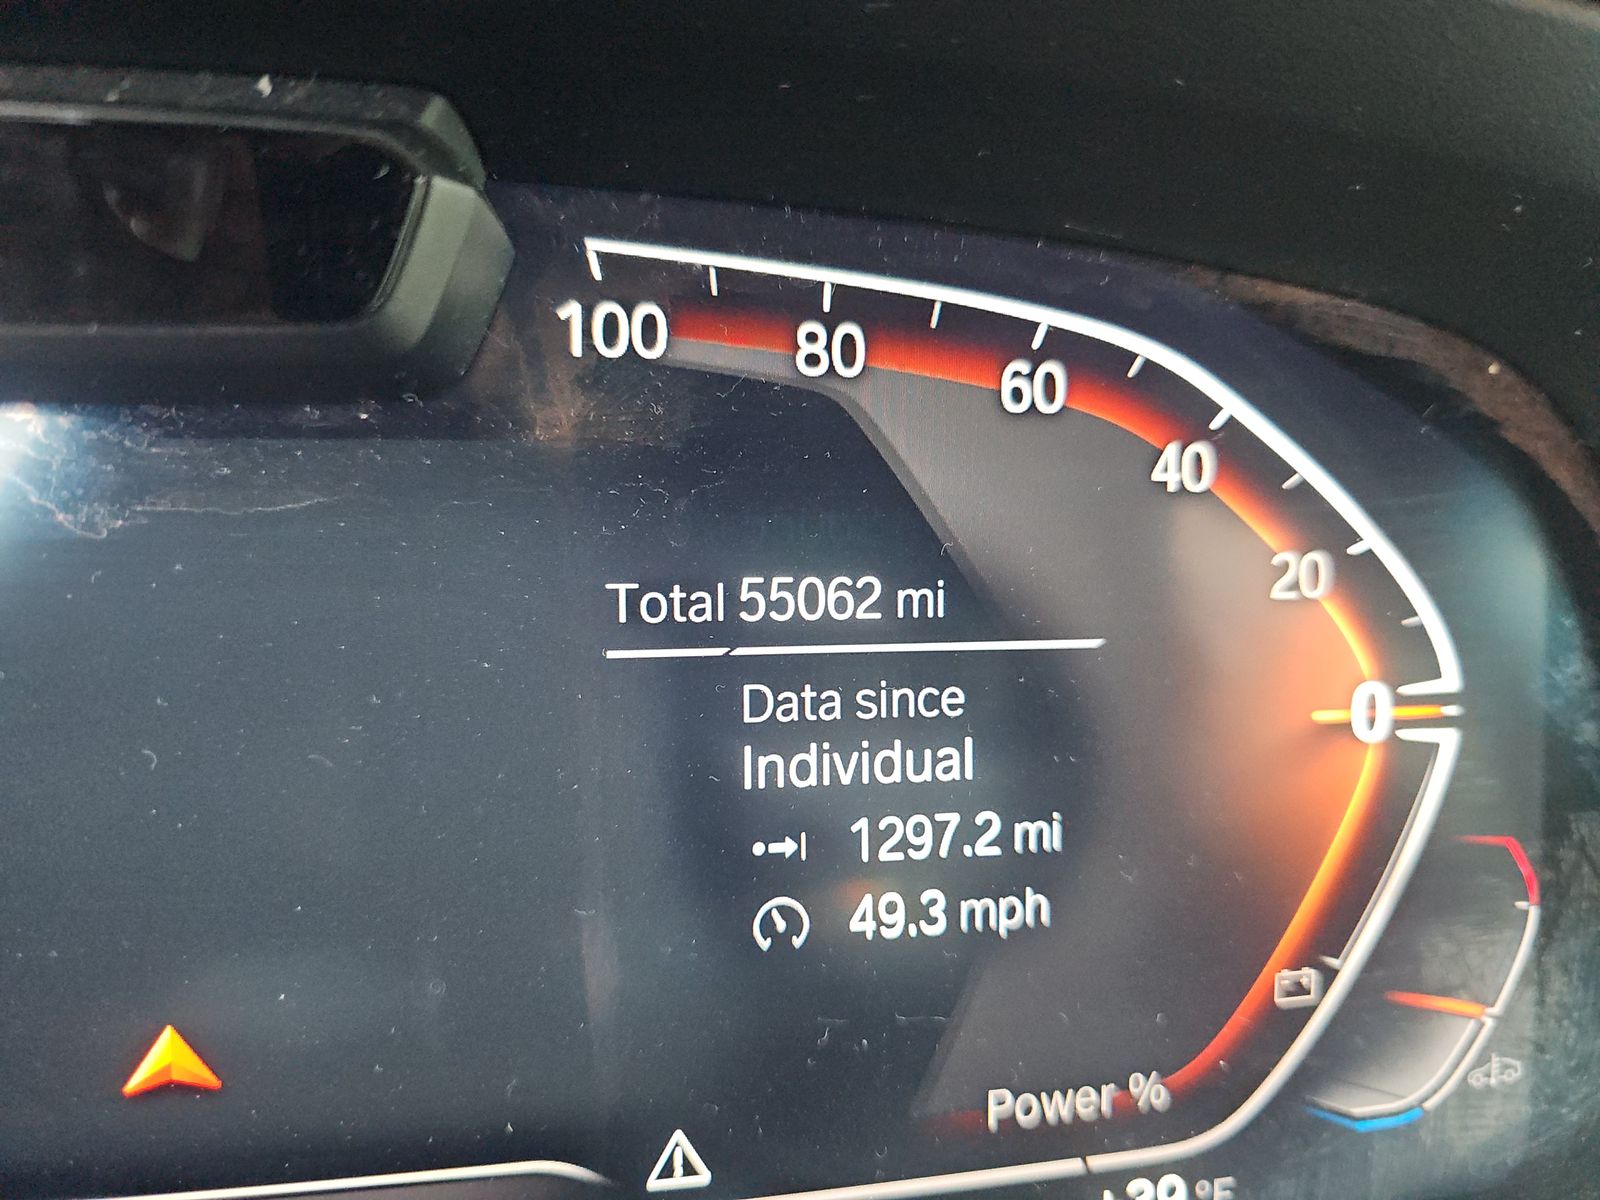 100
80
60
40
20
0
Total 55062 mi
Data since
Individual
1297.2 mi
49.3 mph
Power %
+39 °F